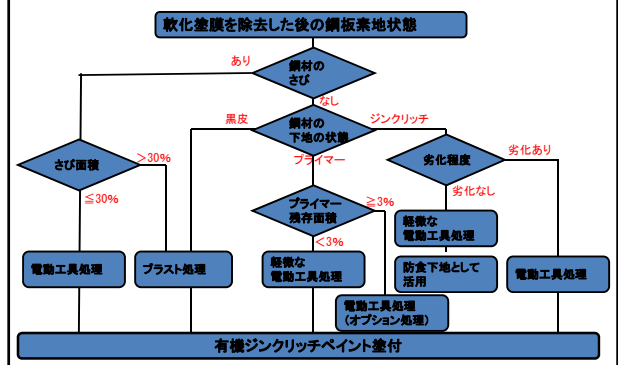 軟化塗膜を除去した後の鋼板素地状態
あり
鋼材の
さび
なし
黒皮
鋼材の
下地の状態
ジンクリッチ
プライマー
さび面積
>30%
≦30%
劣化程度
劣化あり
劣化なし
プライマー
残存面積
≧3%
<3%
軽微な
電動工具処理
電動工具処理
ブラスト処理
軽微な
電動工具処理
防食下地として
活用
電動工具処理
電動工具処理
(オプション処理)
有機ジンクリッチペイント塗付